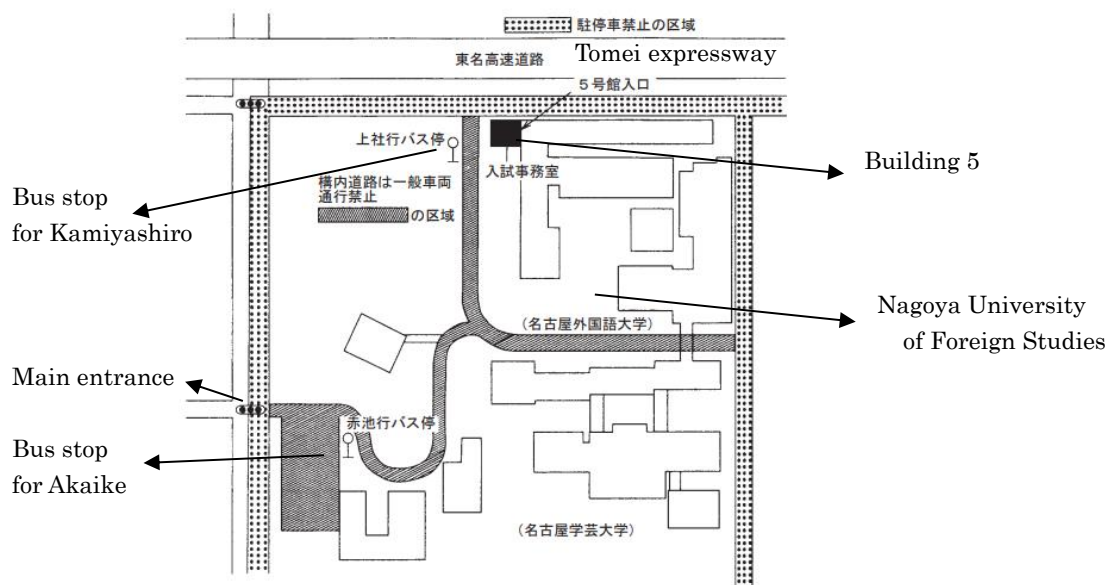 駐停車禁止の区域
東名高速道路
Tomei expressway
5号館入口
上社行バス停
入試事務室
Building 5
構内道路は一般車両
通行禁止
の区域
Bus stop
for Kamiyashiro
(名古屋外国語大学)
Nagoya University
of Foreign Studies
Main entrance
赤池行バス停
Bus stop
for Akaike
(名古屋学芸大学)